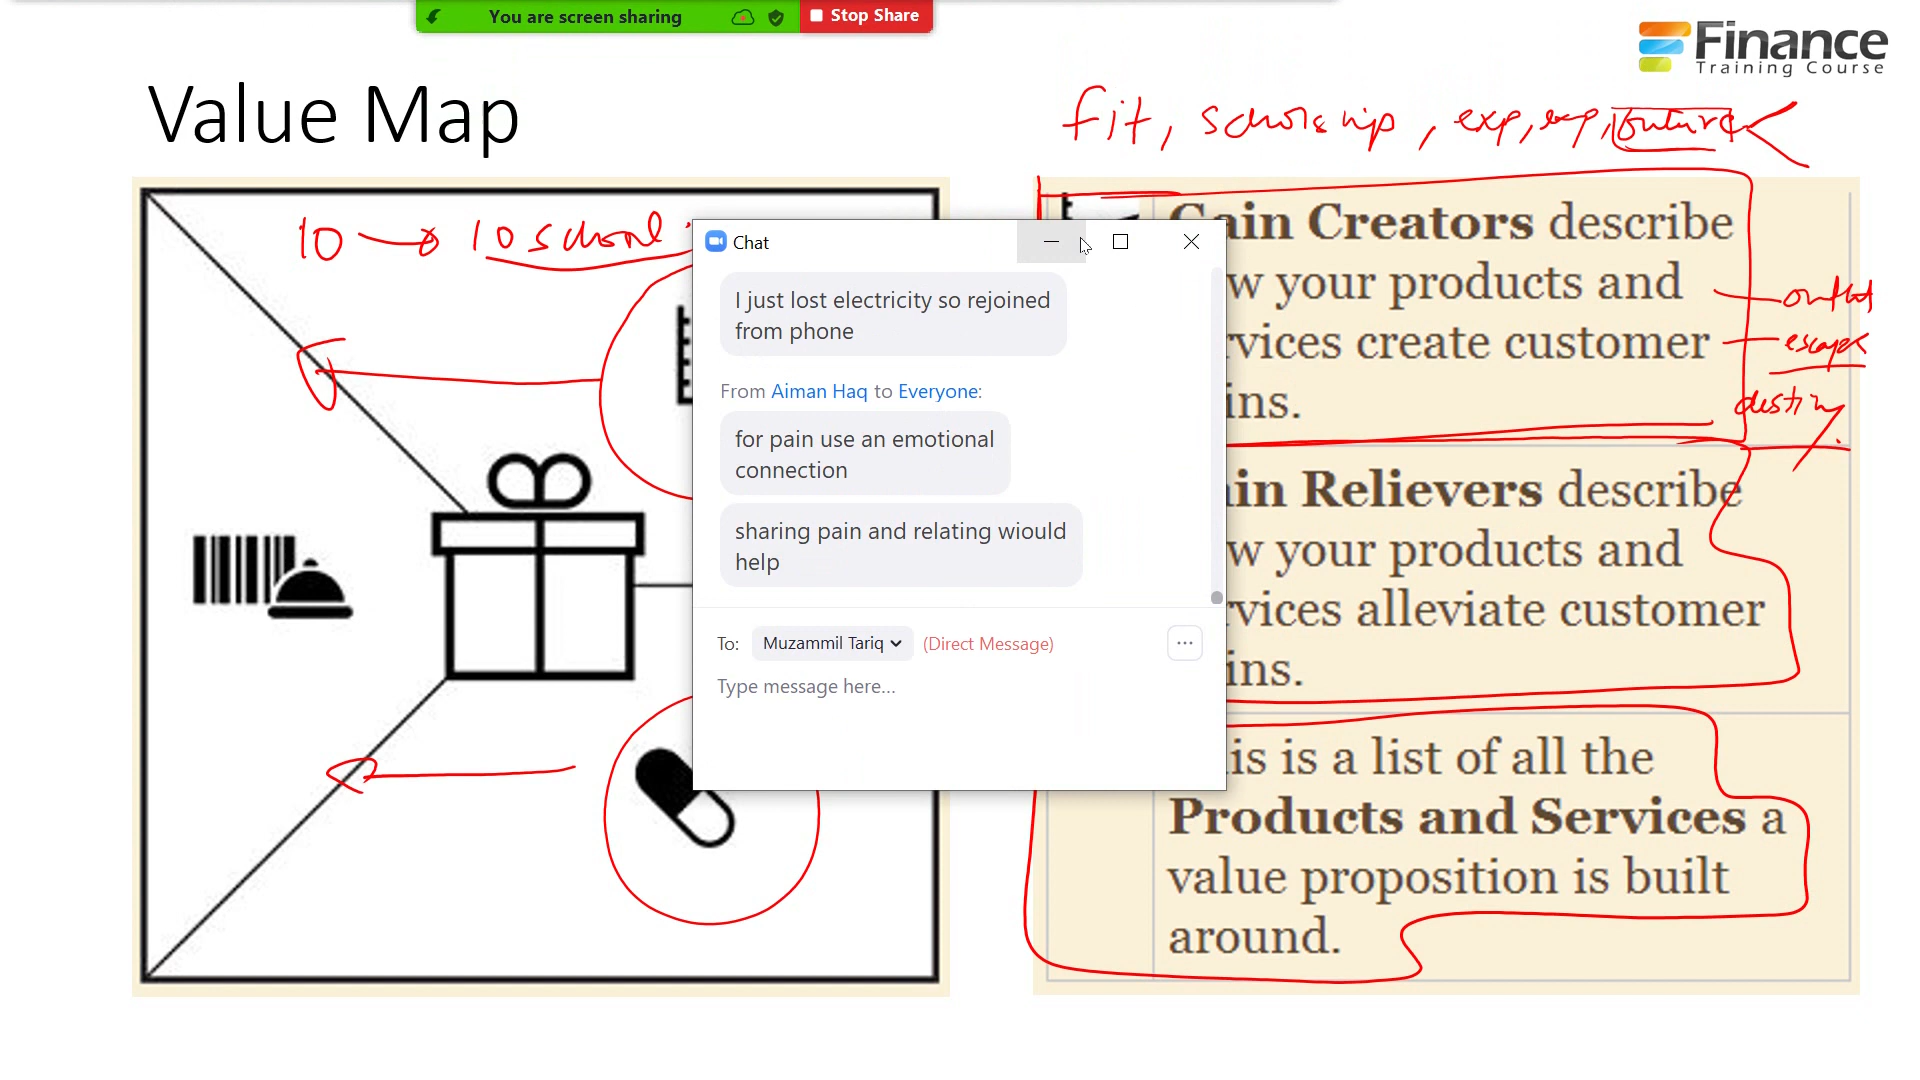 You are screen sharing
Stop Share
Finance
Training Course
Value Map
fit, scholership, exp, exp,
10 → 10 school
Gain Creators describe
w your products and
rvices create customer
ins.
outlet
escape
destiny
Chat
I just lost electricity so rejoined
from phone
From Aiman Haq to Everyone:
for pain use an emotional
connection
sharing pain and relating wiould
help
To: Muzammil Tariq (Direct Message)
Type message here...
ain Relievers describe
w your products and
rvices alleviate customer
ins.
is is a list of all the
Products and Services a
value proposition is built
around.